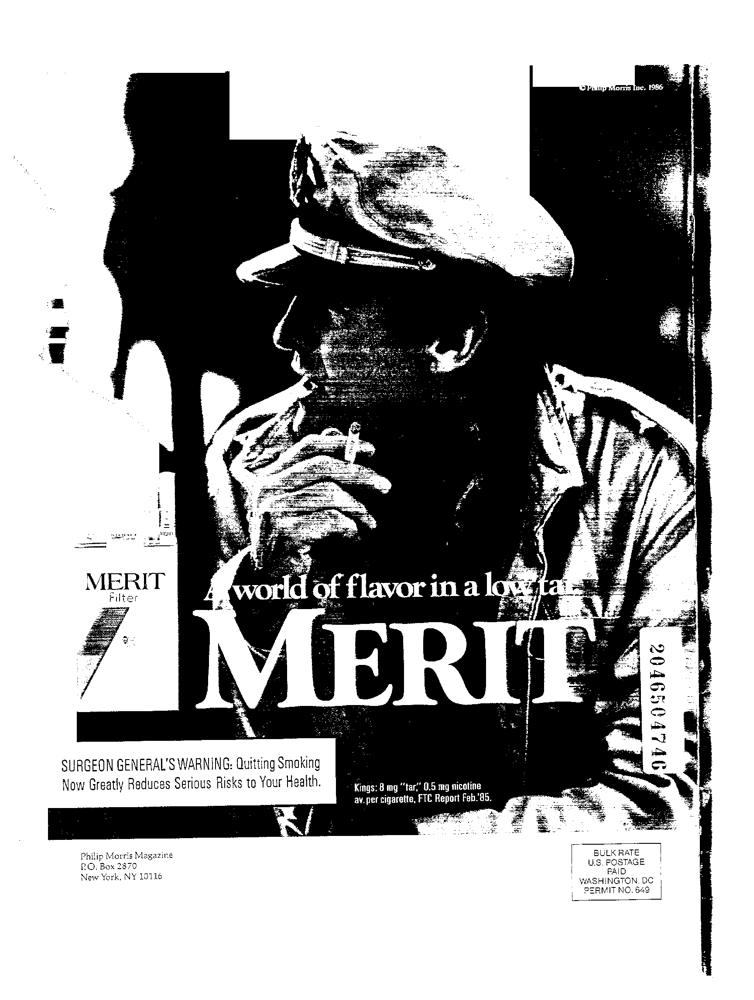 © Philip Morris Inc. 1986
MERIT
Filter
A world of flavor in a low tar.
MERIT
2046504746
SURGEON GENERAL'S WARNING: Quitting Smoking
Now Greatly Reduces Serious Risks to Your Health.
Kings: 8 mg "tar," 0.5 mg nicotine
av. per cigarette, FTC Report Feb.'85.
Philip Morris Magazine
P.O. Box 2870
New York, NY 10116
BULK RATE
U.S. POSTAGE
PAID
WASHINGTON, DC
PERMIT NO. 649